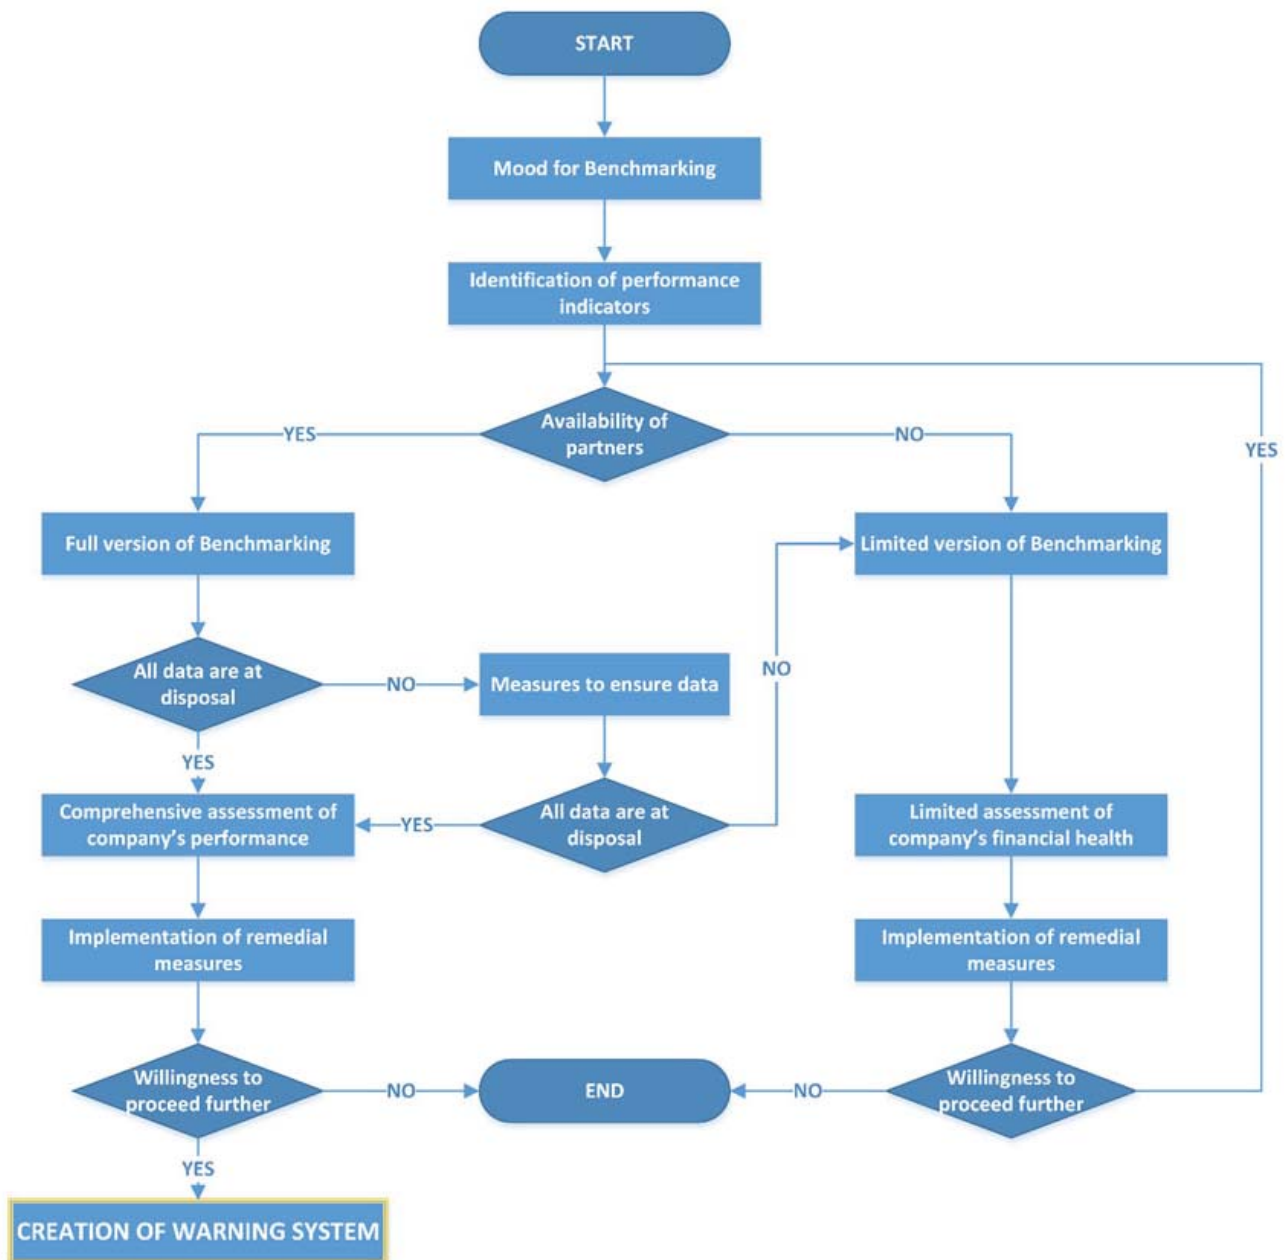 START
Mood for Benchmarking
Identification of performance
indicators
Availability of
partners
YES
NO
YES
Full version of Benchmarking
Limited version of Benchmarking
All data are at
disposal
NO
Measures to ensure data
NO
YES
Comprehensive assessment of
company's performance
YES
All data are at
disposal
Limited assessment of
company's financial health
Implementation of remedial
measures
Implementation of remedial
measures
Willingness to
proceed further
NO
END
NO
Willingness to
proceed further
YES
CREATION OF WARNING SYSTEM